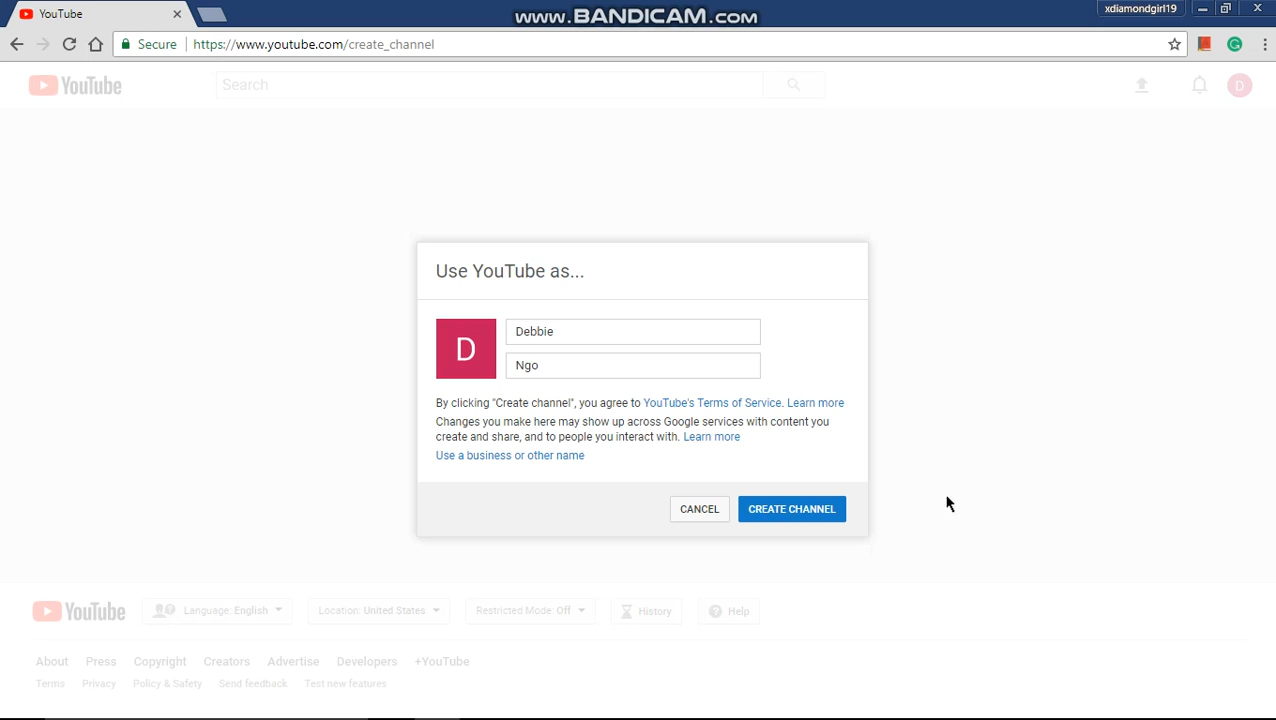 YouTube
www.BANDICAM.com
xdiamondgirl19
Secure
https://www.youtube.com/create_channel
YouTube
Search
D
Use YouTube as...
D
Debbie
Ngo
By clicking "Create channel", you agree to YouTube's Terms of Service. Learn more
Changes you make here may show up across Google services with content you
create and share, and to people you interact with. Learn more
Use a business or other name
CANCEL
CREATE CHANNEL
YouTube
Language: English
Location: United States
Restricted Mode: Off
History
Help
About Press Copyright Creators Advertise Developers +YouTube
Terms Privacy Policy & Safety Send feedback Test new features